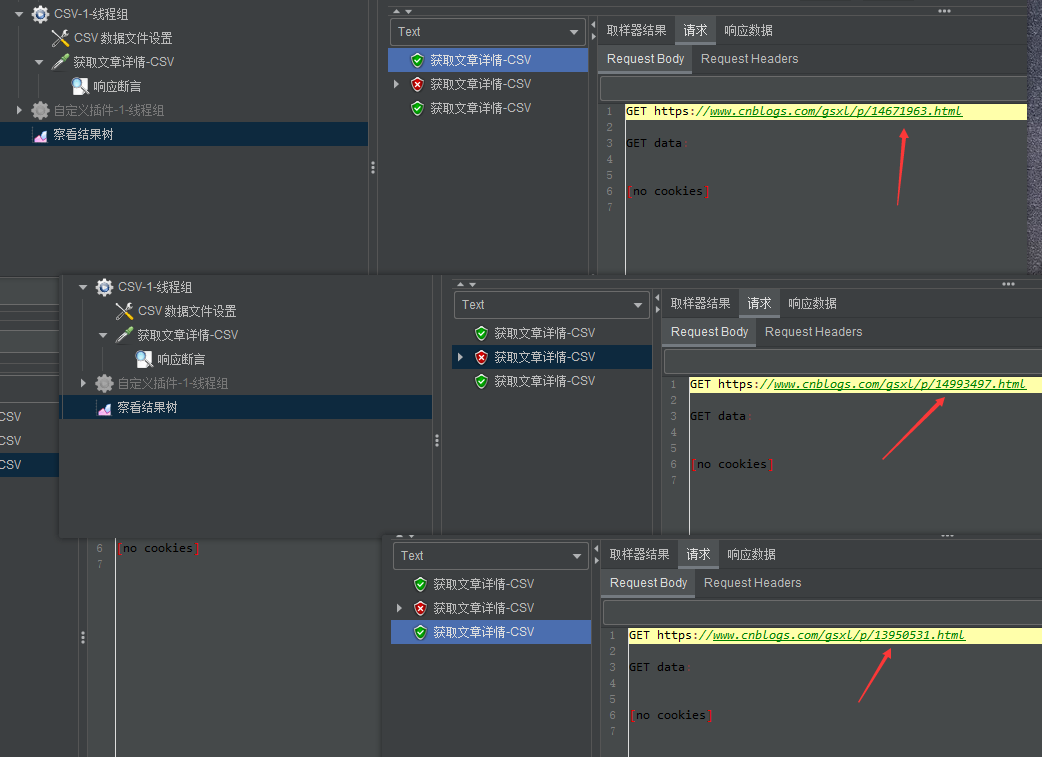 CSV-1-线程组
CSV 数据文件设置
获取文章详情-CSV
响应断言
自定义插件-1-线程组
察看结果树
Text
获取文章详情-CSV
获取文章详情-CSV
获取文章详情-CSV
取样器结果 请求 响应数据
Request Body Request Headers
1 GET https://www.cnblogs.com/gsxl/p/14671963.html
2
3 GET data:
4
5
6 [no cookies]
7
CSV-1-线程组
CSV 数据文件设置
获取文章详情-CSV
响应断言
自定义插件-1-线程组
察看结果树
CSV
CSV
CSV
Text
获取文章详情-CSV
获取文章详情-CSV
获取文章详情-CSV
取样器结果 请求 响应数据
Request Body Request Headers
1 GET https://www.cnblogs.com/gsxl/p/14993497.html
2
3 GET data
4
5
6 [no cookies]
7
6 [no cookies]
7
Text
获取文章详情-CSV
获取文章详情-CSV
获取文章详情-CSV
取样器结果 请求 响应数据
Request Body Request Headers
1 GET https://www.cnblogs.com/gsxl/p/13950531.html
2
3 GET data:
4
5
6 [no cookies]
7